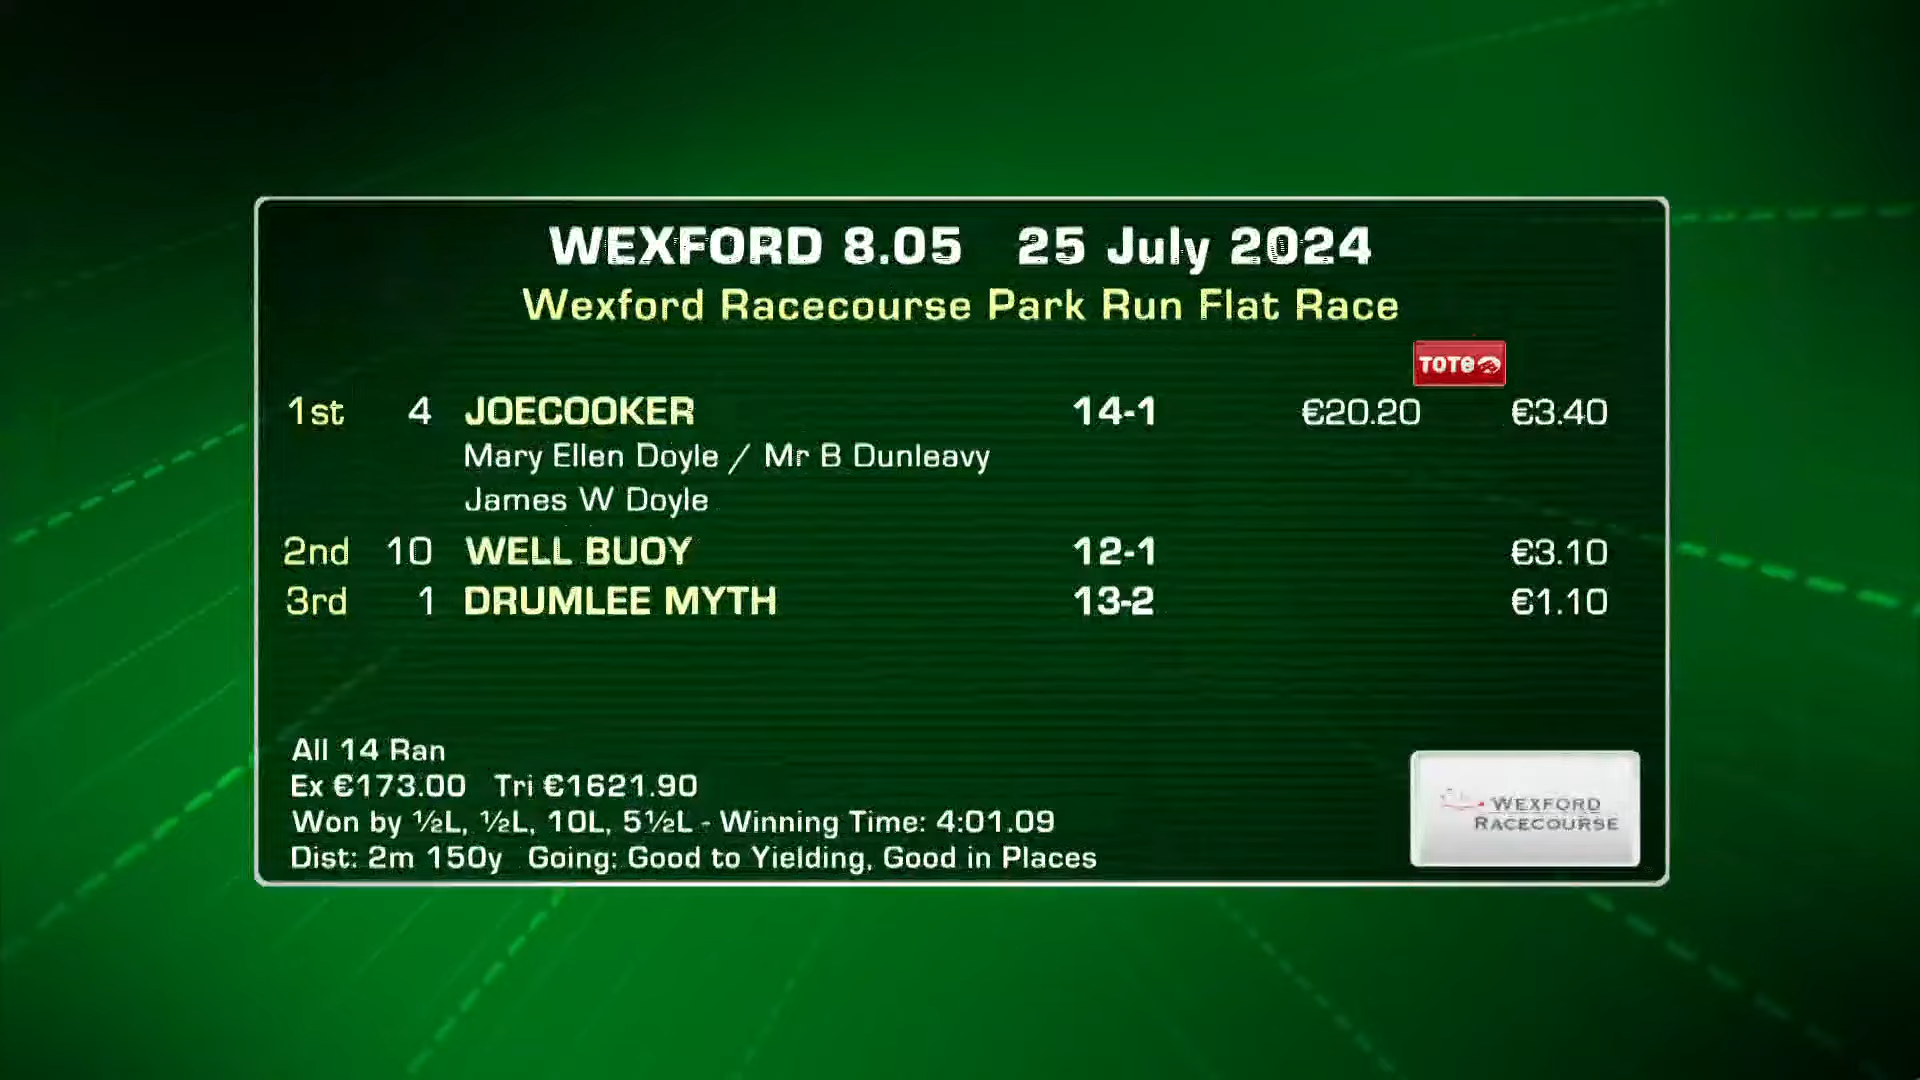 WEXFORD 8.05 25 July 2024
Wexford Racecourse Park Run Flat Race
TOTe
1st 4 JOECOOKER 14-1 €20.20 €3.40
Mary Ellen Doyle / Mr B Dunleavy
James W Doyle
2nd 10 WELL BUOY 12-1 €3.10
3rd 1 DRUMLEE MYTH 13-2 €1.10
All 14 Ran
Ex €173.00 Tri €1621.90
Won by ½L, ½L, 10L, 5½L - Winning Time: 4:01.09
Dist: 2m 150y Going: Good to Yielding, Good in Places
WEXFORD
RACECOURSE